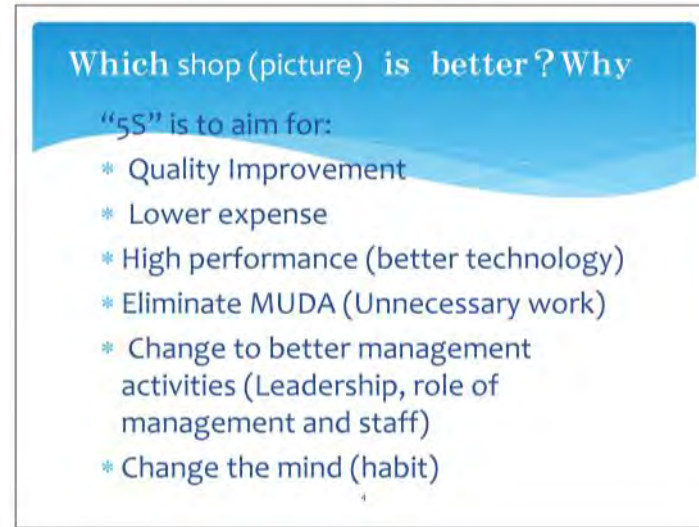 Which shop (picture) is better？Why
“5S” is to aim for:
* Quality Improvement
* Lower expense
* High performance (better technology)
* Eliminate MUDA (Unnecessary work)
* Change to better management
activities (Leadership, role of
management and staff)
* Change the mind (habit)
4